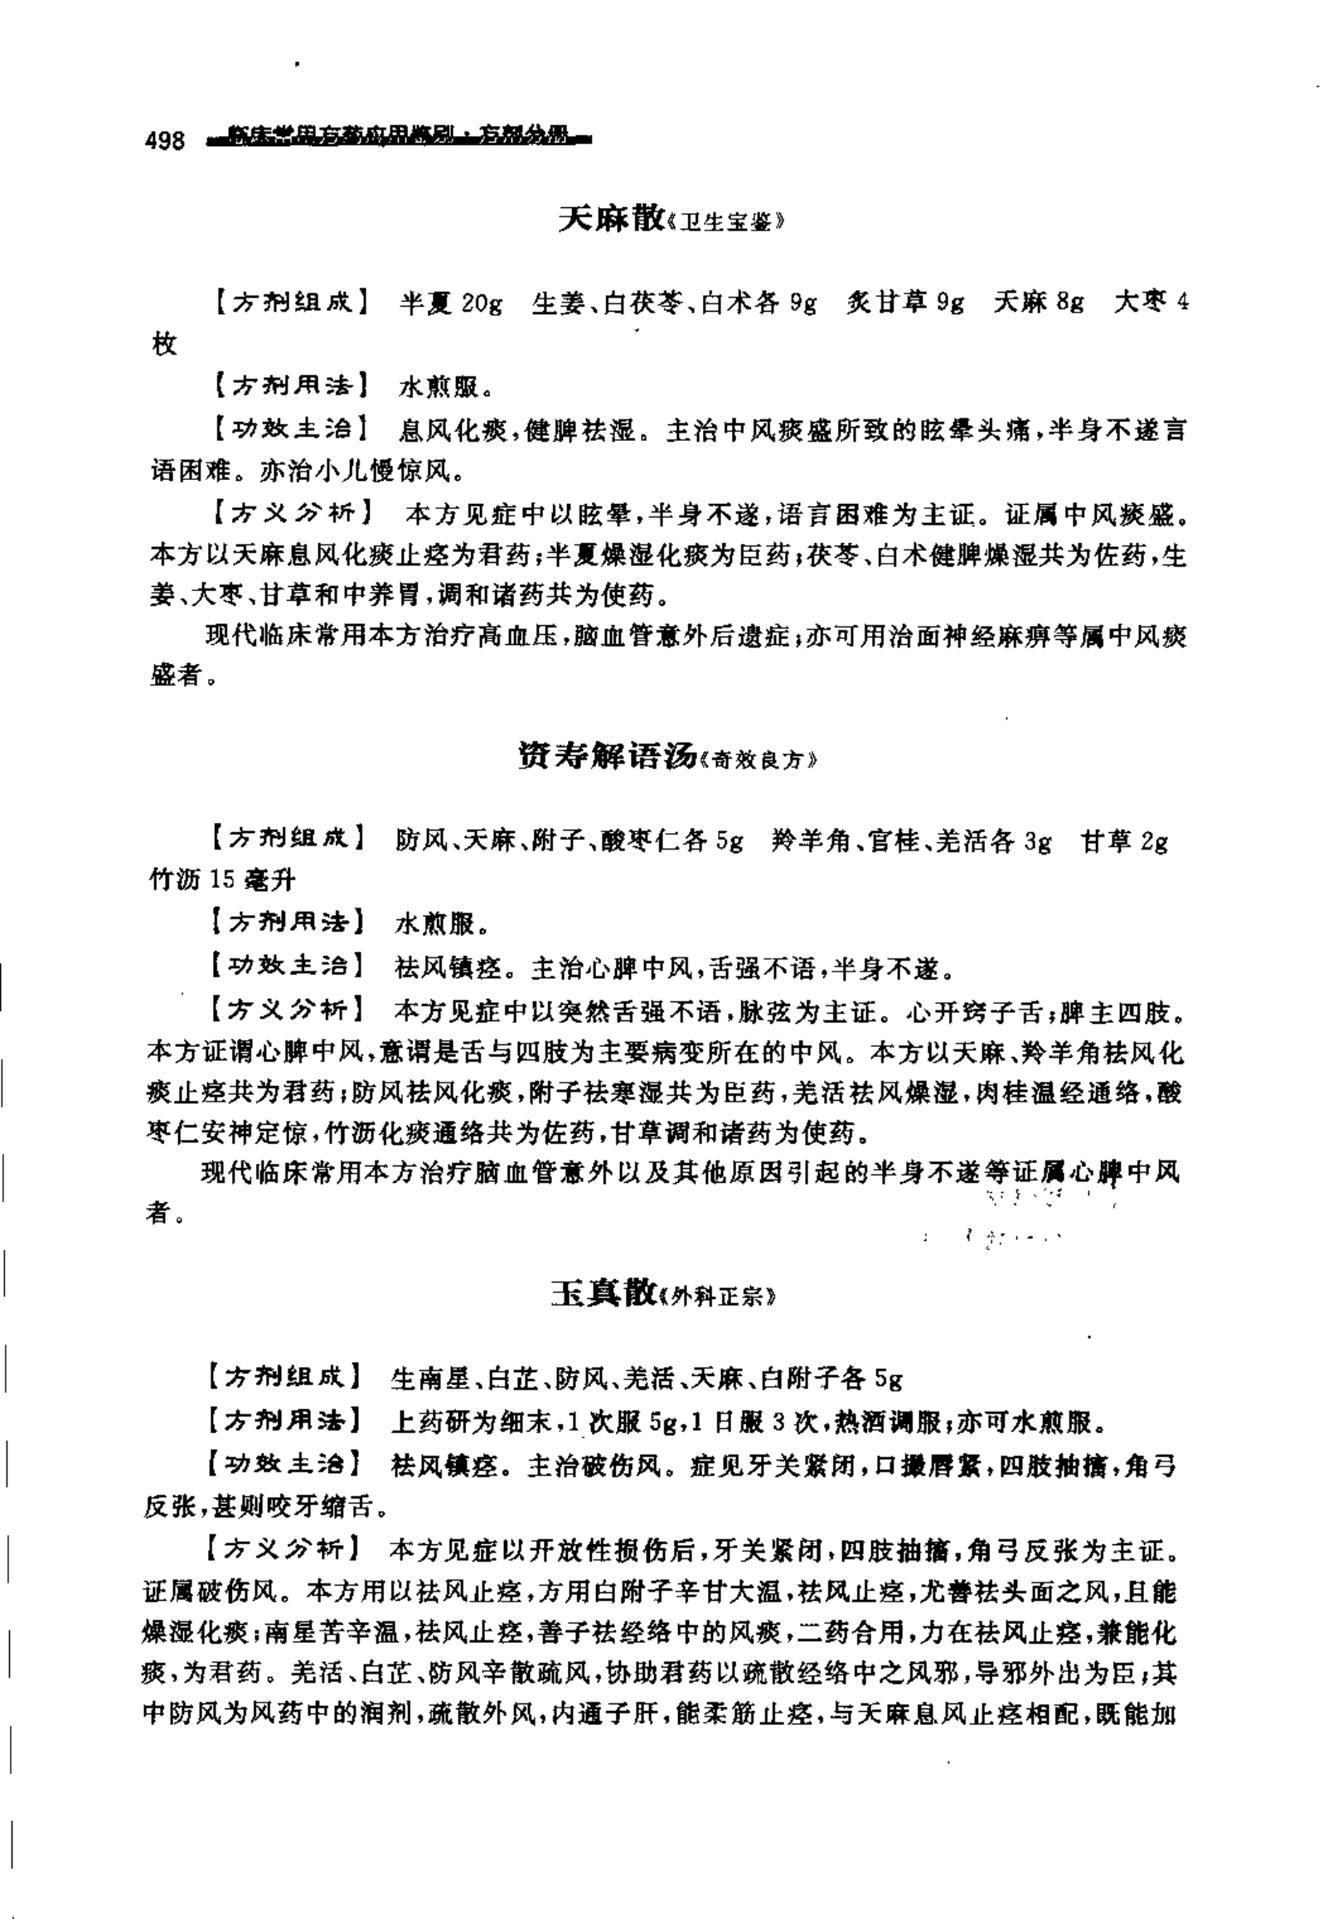 498 临床常用方药应用鉴别·方剂分册
天麻散《卫生宝鉴》
【方剂组成】 半夏 20g 生姜、白茯苓、白术各 9g 炙甘草 9g 天麻 8g 大枣 4
枚
【方剂用法】 水煎服。
【功效主治】 息风化痰,健脾祛湿。主治中风痰盛所致的眩晕头痛,半身不遂言
语困难。亦治小儿慢惊风。
【方义分析】 本方见症中以眩晕,半身不遂,语言困难为主证。证属中风痰盛。
本方以天麻息风化痰止痉为君药;半夏燥湿化痰为臣药;茯苓、白术健脾燥湿共为佐药,生
姜、大枣、甘草和中养胃,调和诸药共为使药。
现代临床常用本方治疗高血压,脑血管意外后遗症;亦可用治面神经麻痹等属中风痰
盛者。
资寿解语汤《奇效良方》
【方剂组成】 防风、天麻、附子、酸枣仁各 5g 羚羊角、官桂、羌活各 3g 甘草 2g
竹沥 15 毫升
【方剂用法】 水煎服。
【功效主治】 祛风镇痉。主治心脾中风,舌强不语,半身不遂。
【方义分析】 本方见症中以突然舌强不语,脉弦为主证。心开窍于舌;脾主四肢。
本方证谓心脾中风,意谓是舌与四肢为主要病变所在的中风。本方以天麻、羚羊角祛风化
痰止痉共为君药;防风祛风化痰,附子祛寒湿共为臣药,羌活祛风燥湿,肉桂温经通络,酸
枣仁安神定惊,竹沥化痰通络共为佐药,甘草调和诸药为使药。
现代临床常用本方治疗脑血管意外以及其他原因引起的半身不遂等证属心脾中风
者。
玉真散《外科正宗》
【方剂组成】 生南星、白芷、防风、羌活、天麻、白附子各 5g
【方剂用法】 上药研为细末,1 次服 5g,1 日服 3 次,热酒调服;亦可水煎服。
【功效主治】 祛风镇痉。主治破伤风。症见牙关紧闭,口撮唇紧,四肢抽搐,角弓
反张,甚则咬牙缩舌。
【方义分析】 本方见症以开放性损伤后,牙关紧闭,四肢抽搐,角弓反张为主证。
证属破伤风。本方用以祛风止痉,方用白附子辛甘大温,祛风止痉,尤善祛头面之风,且能
燥湿化痰;南星苦辛温,祛风止痉,善于祛经络中的风痰,二药合用,力在祛风止痉,兼能化
痰,为君药。羌活、白芷、防风辛散疏风,协助君药以疏散经络中之风邪,导邪外出为臣;其
中防风为风药中的润剂,疏散外风,内通于肝,能柔筋止痉,与天麻息风止痉相配,既能加